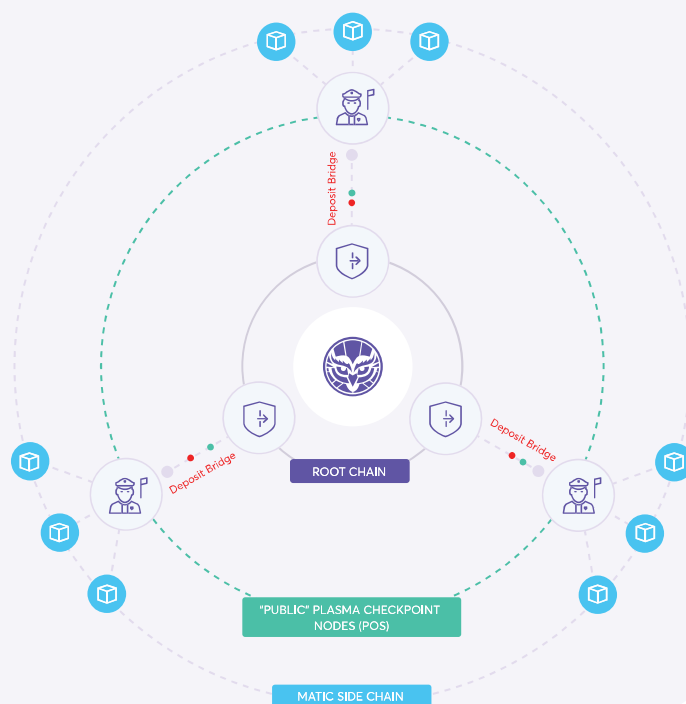 Deposit Bridge
Deposit Bridge
Deposit Bridge
ROOT CHAIN
"PUBLIC" PLASMA CHECKPOINT
NODES (POS)
MATIC SIDE CHAIN